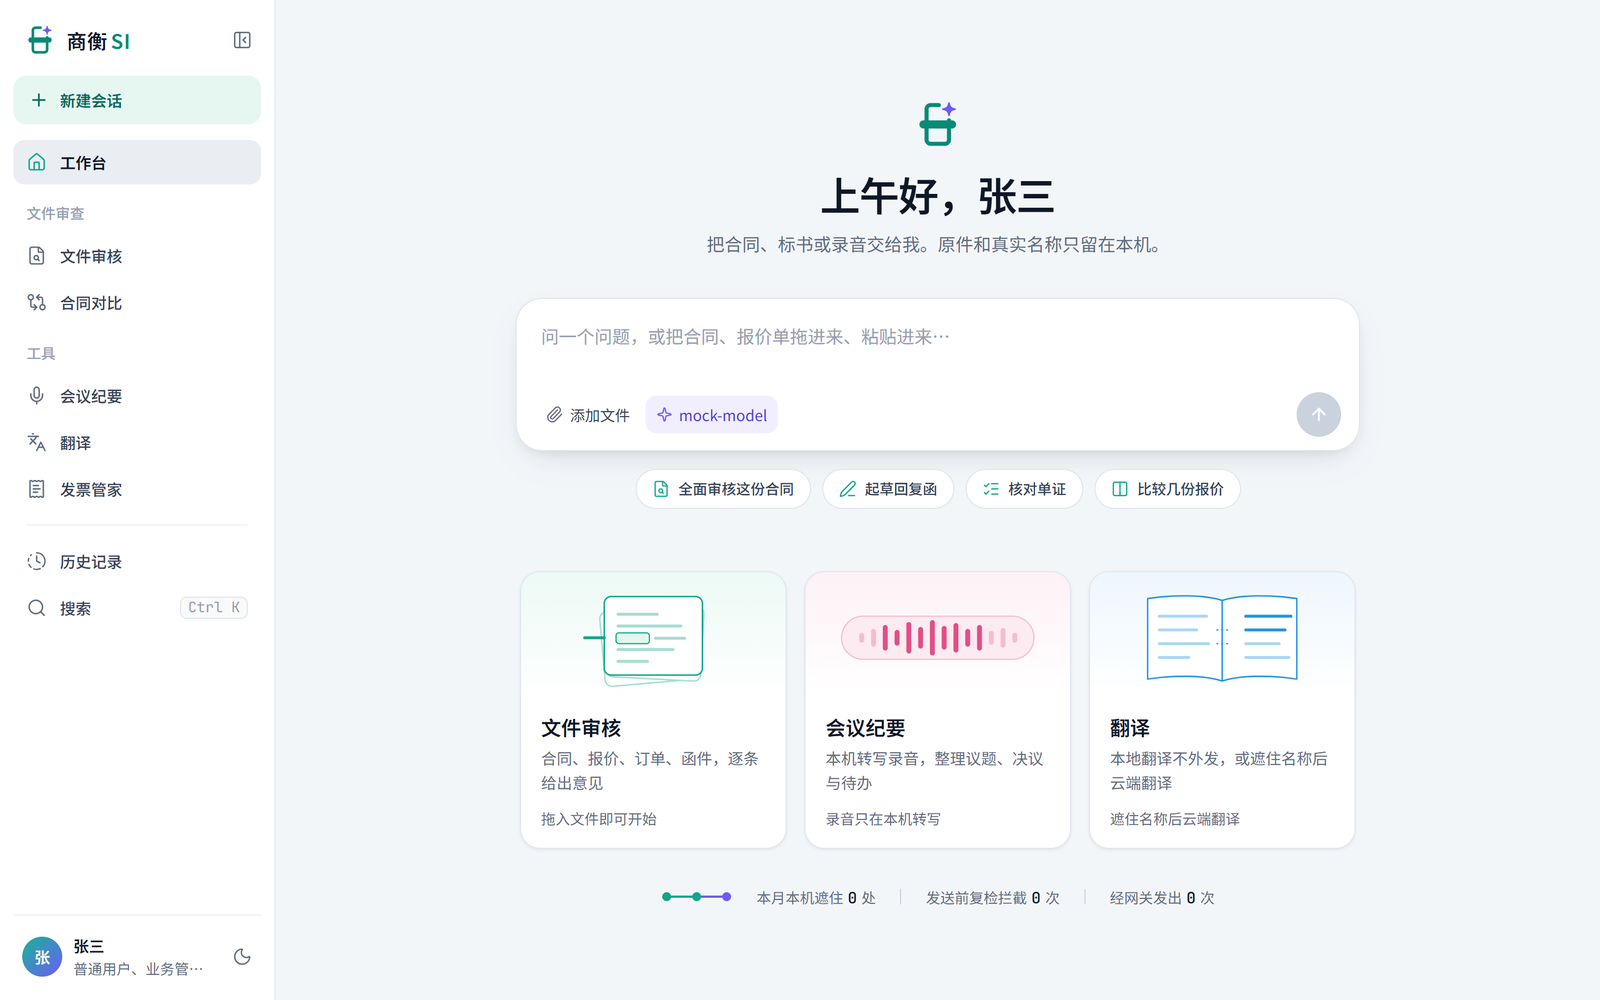 商衡 SI
新建会话
工作台
文件审查
文件审核
合同对比
工具
会议纪要
翻译
发票管家
历史记录
搜索 Ctrl K
张 张三
普通用户、业务管…
上午好，张三
把合同、标书或录音交给我。原件和真实名称只留在本机。
问一个问题，或把合同、报价单拖进来、粘贴进来…
添加文件 mock-model
全面审核这份合同 起草回复函 核对单证 比较几份报价
文件审核
合同、报价、订单、函件，逐条
给出意见
拖入文件即可开始
会议纪要
本机转写录音，整理议题、决议
与待办
录音只在本机转写
翻译
本地翻译不外发，或遮住名称后
云端翻译
遮住名称后云端翻译
本月本机遮住 0 处 发送前复检拦截 0 次 经网关发出 0 次